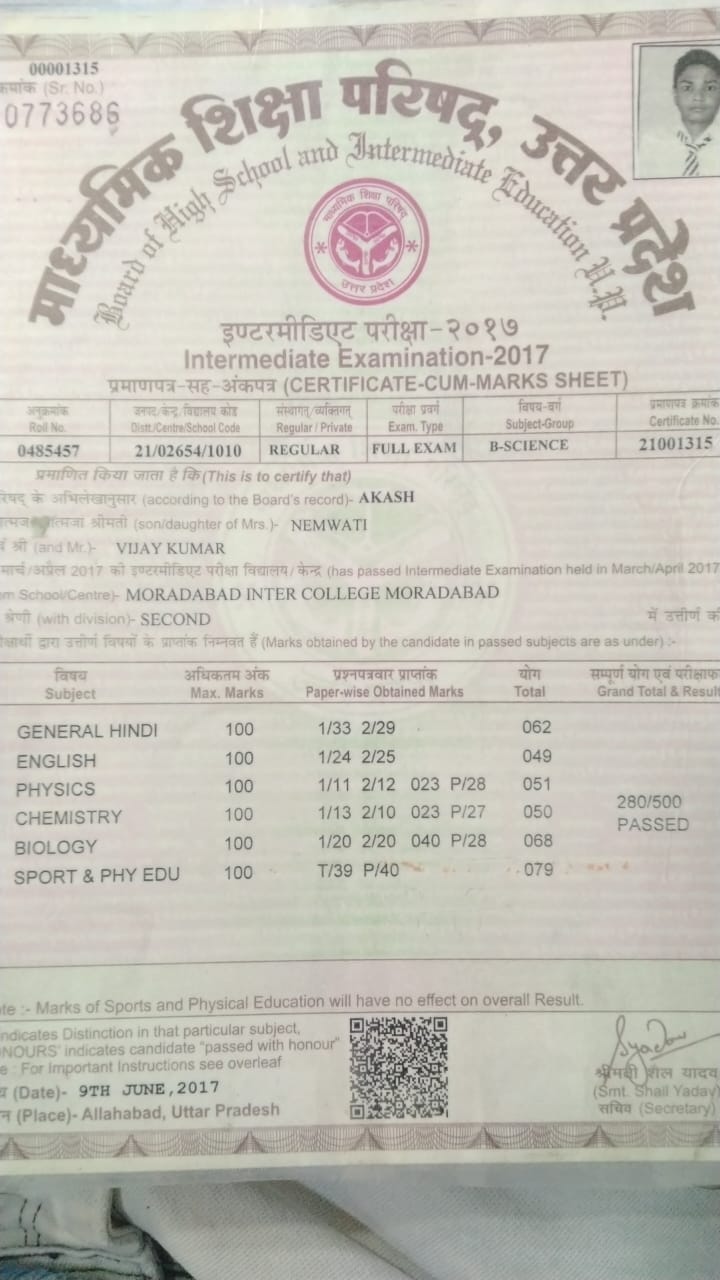 00001315
क्रमांक (Sr. No.)
0773686
माध्यमिक शिक्षा परिषद्, उत्तर प्रदेश
Board of High School and Intermediate Education U.P.
माध्यमिक शिक्षा परिषद
उत्तर प्रदेश
इण्टरमीडिएट परीक्षा-२०१७
Intermediate Examination-2017
प्रमाणपत्र-सह-अंकपत्र (CERTIFICATE-CUM-MARKS SHEET)
अनुक्रमांक जनपद/केन्द्र/विद्यालय कोड संस्थागत/व्यक्तिगत परीक्षा प्रवर्ग विषय-वर्ग प्रमाणपत्र क्रमांक
Roll No. Distt./Centre/School Code Regular / Private Exam. Type Subject-Group Certificate No.
0485457 21/02654/1010 REGULAR FULL EXAM B-SCIENCE 21001315
प्रमाणित किया जाता है कि (This is to certify that)
रिषद् के अभिलेखानुसार (according to the Board's record)- AKASH
त्मज/ त्मजा श्रीमती (son/daughter of Mrs.)- NEMWATI
वं श्री (and Mr.)- VIJAY KUMAR
मार्च/अप्रैल 2017 को इण्टरमीडिएट परीक्षा विद्यालय/केन्द्र (has passed Intermediate Examination held in March/April 2017
om School/Centre)- MORADABAD INTER COLLEGE MORADABAD
श्रेणी (with division)- SECOND में उत्तीर्ण की
क्षार्थी द्वारा उत्तीर्ण विषयों के प्राप्तांक निम्नवत हैं (Marks obtained by the candidate in passed subjects are as under) :-
विषय अधिकतम अंक प्रश्नपत्रवार प्राप्तांक योग सम्पूर्ण योग एवं परीक्षाफ
Subject Max. Marks Paper-wise Obtained Marks Total Grand Total & Result
GENERAL HINDI 100 1/33 2/29 062
ENGLISH 100 1/24 2/25 049
PHYSICS 100 1/11 2/12 023 P/28 051
280/500
CHEMISTRY 100 1/13 2/10 023 P/27 050
PASSED
BIOLOGY 100 1/20 2/20 040 P/28 068
SPORT & PHY EDU 100 T/39 P/40 079
te :- Marks of Sports and Physical Education will have no effect on overall Result.
indicates Distinction in that particular subject,
NOURS' indicates candidate "passed with honour"
e : For Important Instructions see overleaf
(Date)- 9TH JUNE,2017
न (Place)- Allahabad, Uttar Pradesh
श्रीमती शैल यादव
(Smt. Shail Yadav)
सचिव (Secretary)